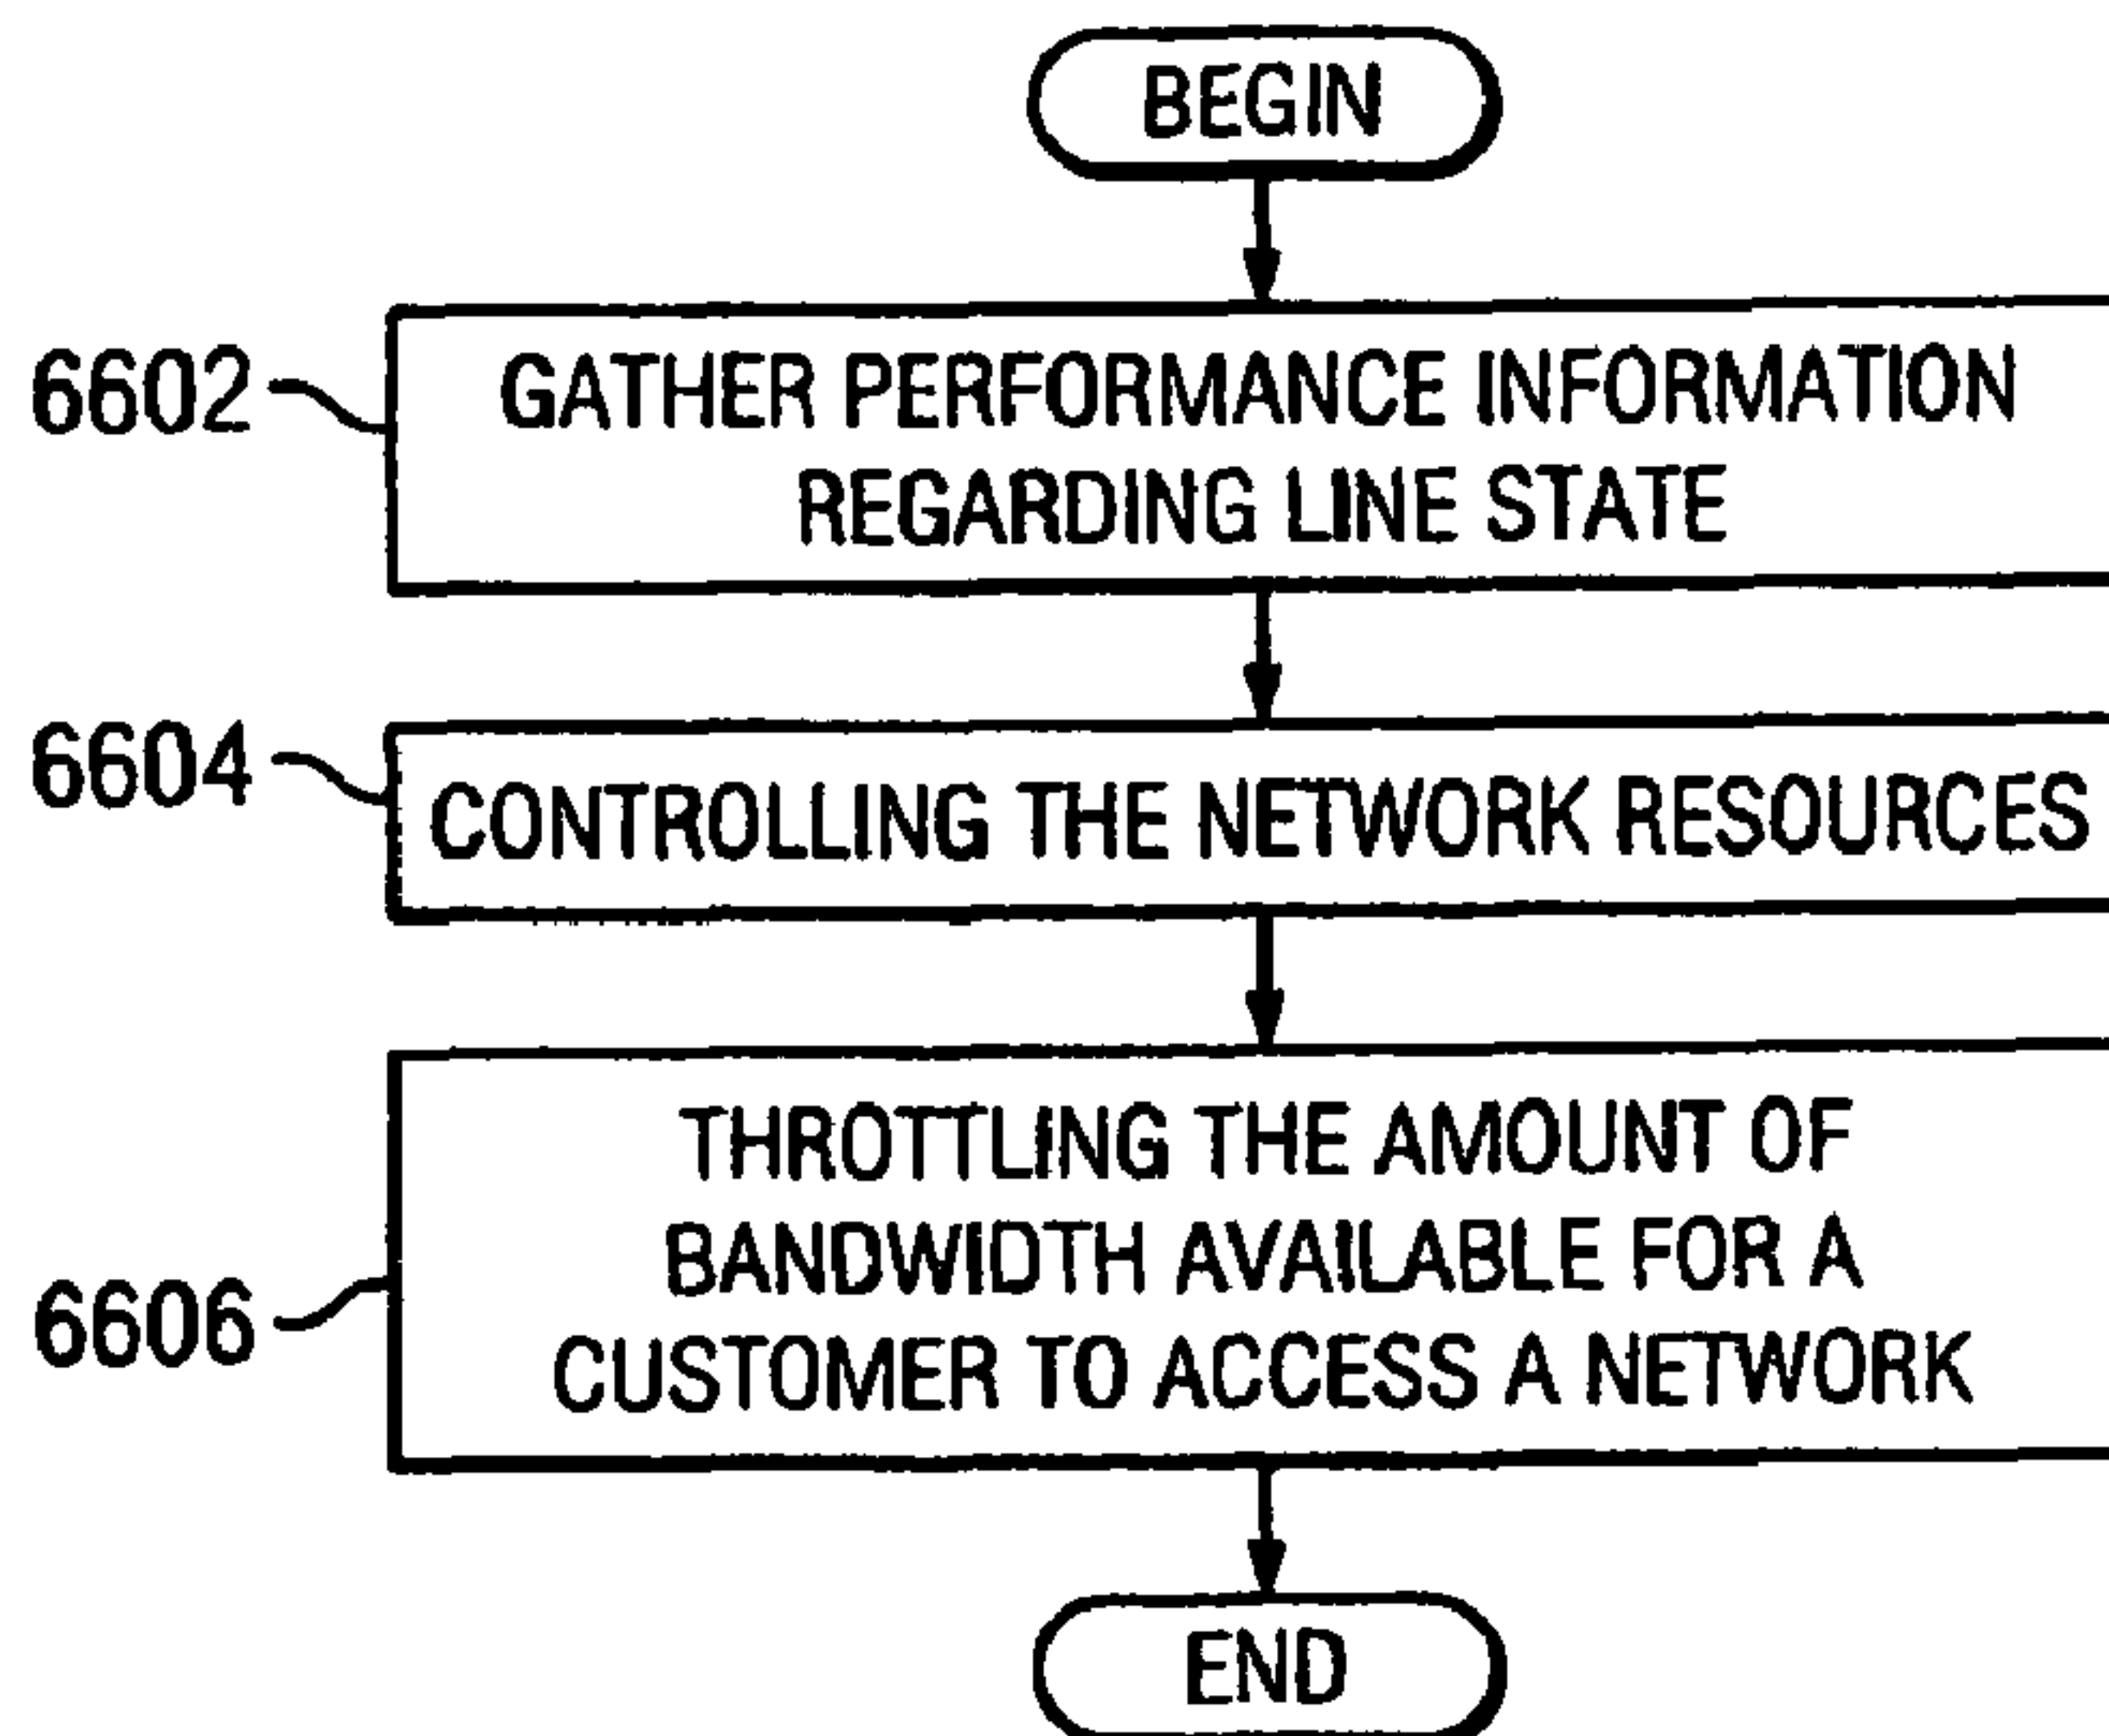 BEGIN
6602
GATHER PERFORMANCE INFORMATION
REGARDING LINE STATE
6604
CONTROLLING THE NETWORK RESOURCES
6606
THROTTLING THE AMOUNT OF
BANDWIDTH AVAILABLE FOR A
CUSTOMER TO ACCESS A NETWORK
END